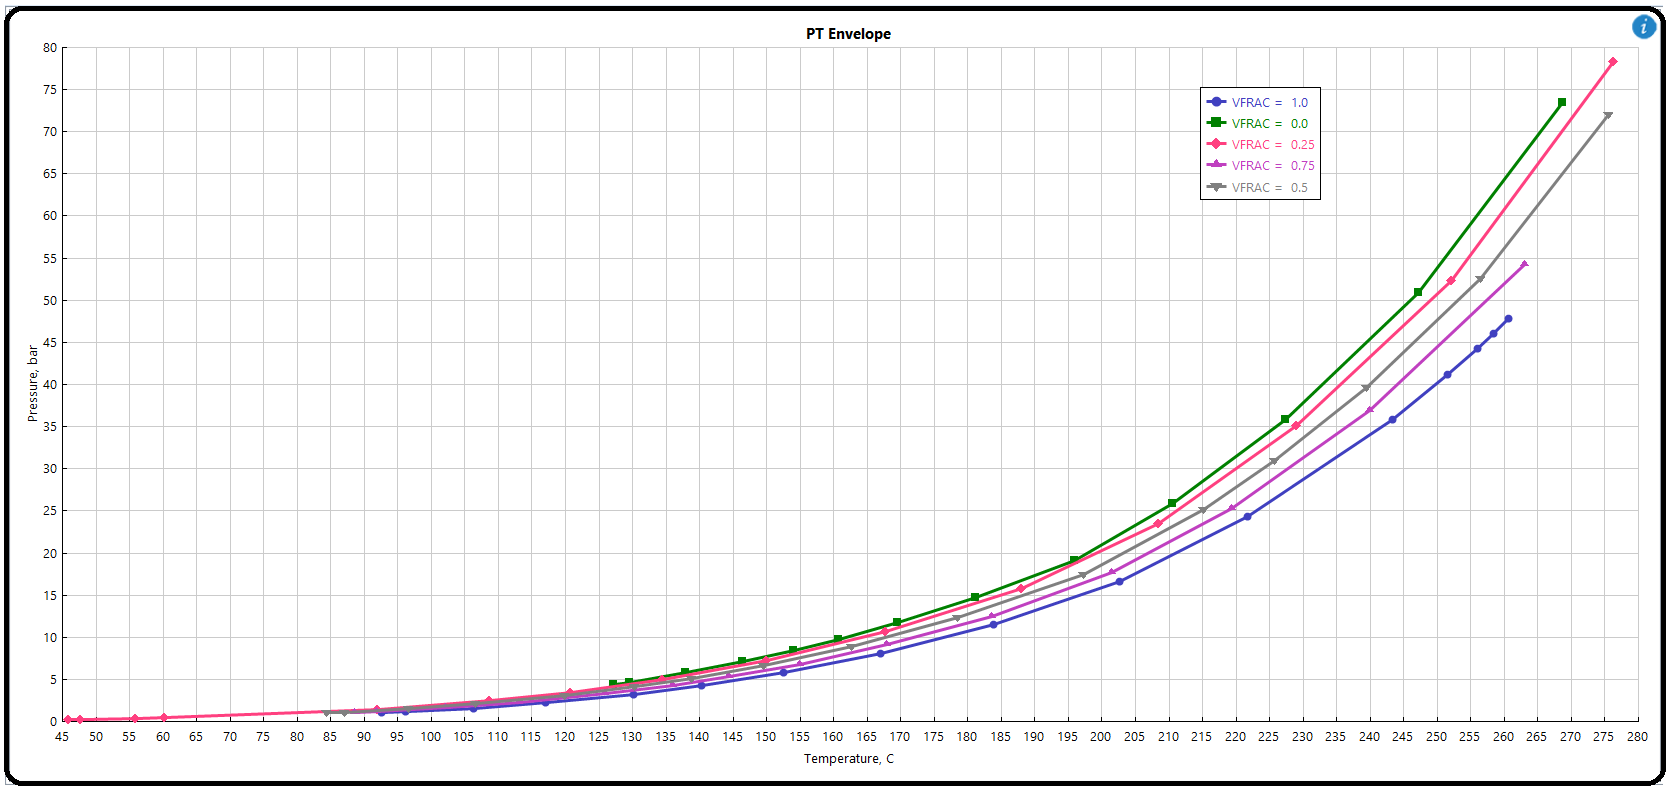 PT Envelope
i
80
75
70
65
60
55
50
45
40
35
30
25
20
15
10
5
0
Pressure, bar
VFRAC = 1.0
VFRAC = 0.0
VFRAC = 0.25
VFRAC = 0.75
VFRAC = 0.5
45 50 55 60 65 70 75 80 85 90 95 100 105 110 115 120 125 130 135 140 145 150 155 160 165 170 175 180 185 190 195 200 205 210 215 220 225 230 235 240 245 250 255 260 265 270 275 280
Temperature, C